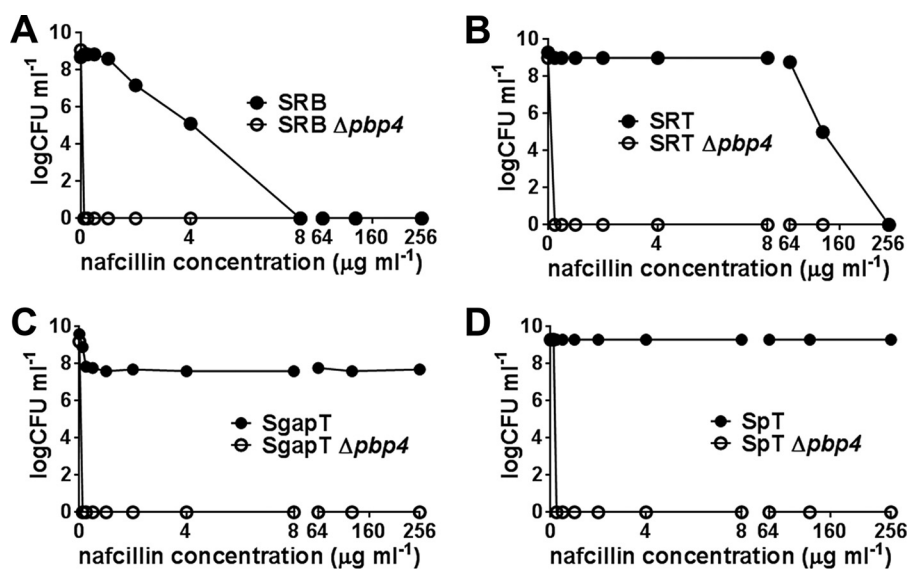 A
logCFU ml-1
10
8
6
4
2
0
SRB
SRB Δpbp4
0 4 8 64 160 256
nafcillin concentration (μg ml-1)
B
logCFU ml-1
10
8
6
4
2
0
SRT
SRT Δpbp4
0 4 8 64 160 256
nafcillin concentration (μg ml-1)
C
logCFU ml-1
10
8
6
4
2
0
SgapT
SgapT Δpbp4
0 4 8 64 160 256
nafcillin concentration (μg ml-1)
D
logCFU ml-1
10
8
6
4
2
0
SpT
SpT Δpbp4
0 4 8 64 160 256
nafcillin concentration (μg ml-1)